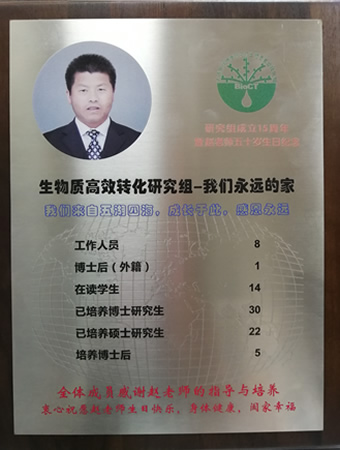 BioCT
研究组成立15周年
暨赵老师五十岁生日纪念
生物质高效转化研究组-我们永远的家
我们来自五湖四海，成长于此，感恩永远
工作人员 8
博士后（外籍） 1
在读学生 14
已培养博士研究生 30
已培养硕士研究生 22
培养博士后 5
全体成员感谢赵老师的指导与培养
衷心祝愿赵老师生日快乐，身体健康，阖家幸福